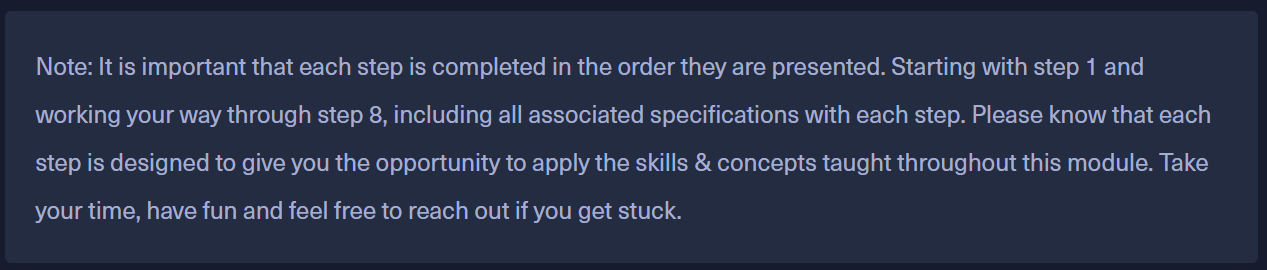 Note: It is important that each step is completed in the order they are presented. Starting with step 1 and
working your way through step 8, including all associated specifications with each step. Please know that each
step is designed to give you the opportunity to apply the skills & concepts taught throughout this module. Take
your time, have fun and feel free to reach out if you get stuck.